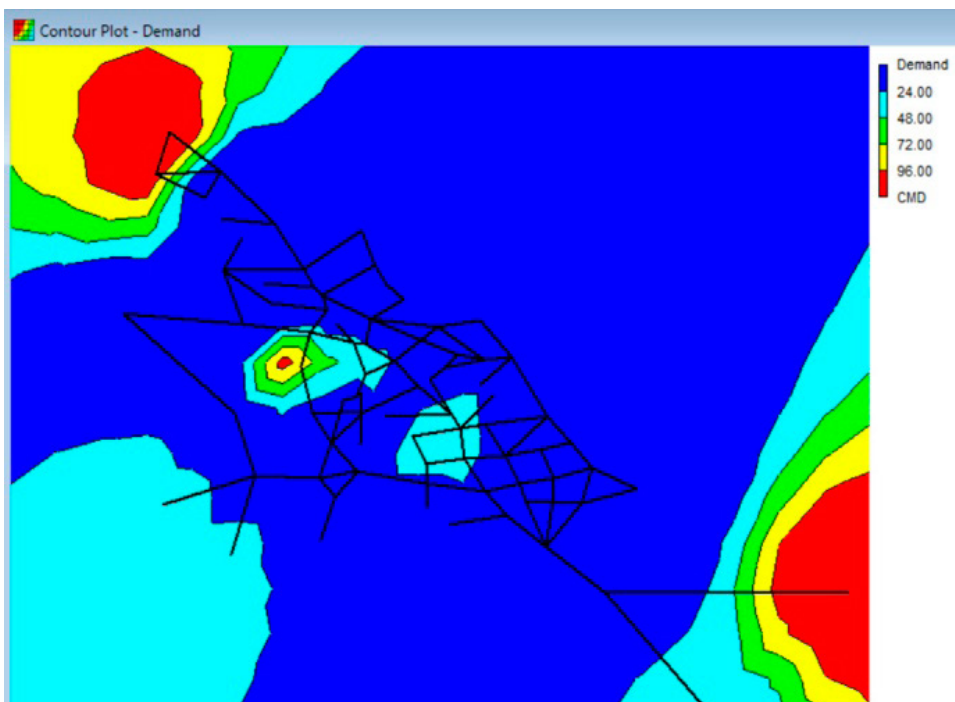 Contour Plot - Demand
Demand
24.00
48.00
72.00
96.00
CMD